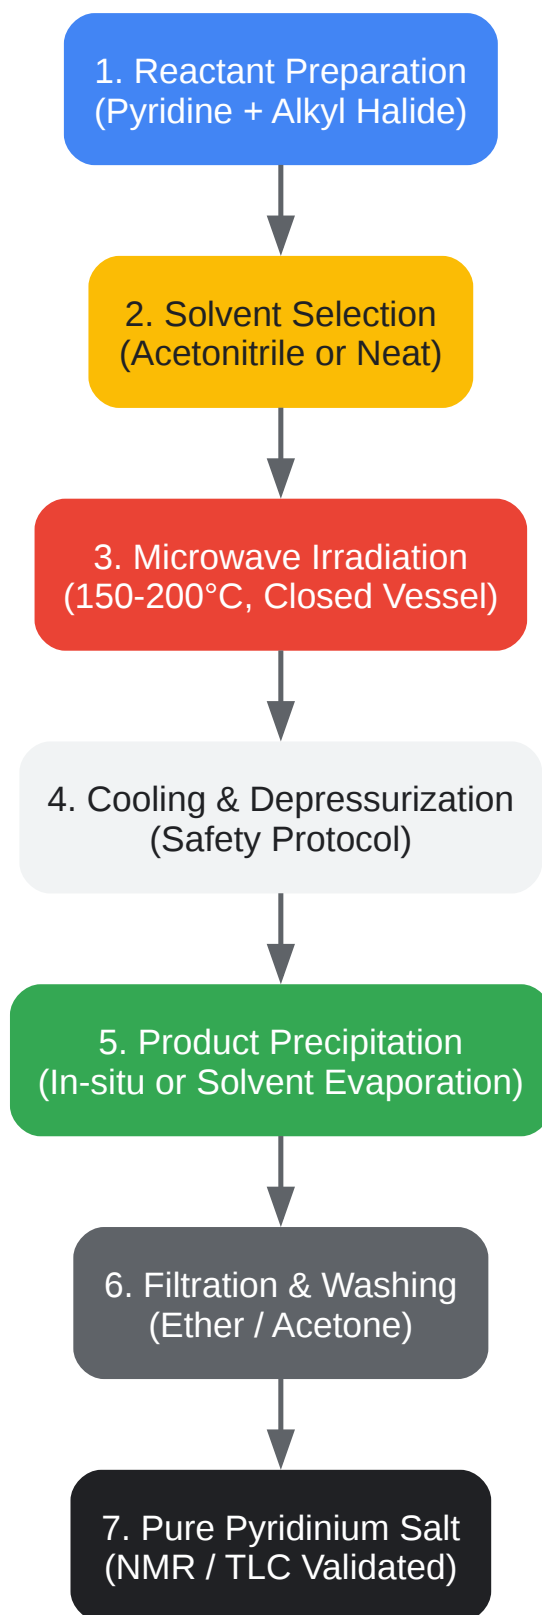 1. Reactant Preparation
(Pyridine + Alkyl Halide)
2. Solvent Selection
(Acetonitrile or Neat)
3. Microwave Irradiation
(150-200°C, Closed Vessel)
4. Cooling & Depressurization
(Safety Protocol)
5. Product Precipitation
(In-situ or Solvent Evaporation)
6. Filtration & Washing
(Ether / Acetone)
7. Pure Pyridinium Salt
(NMR / TLC Validated)